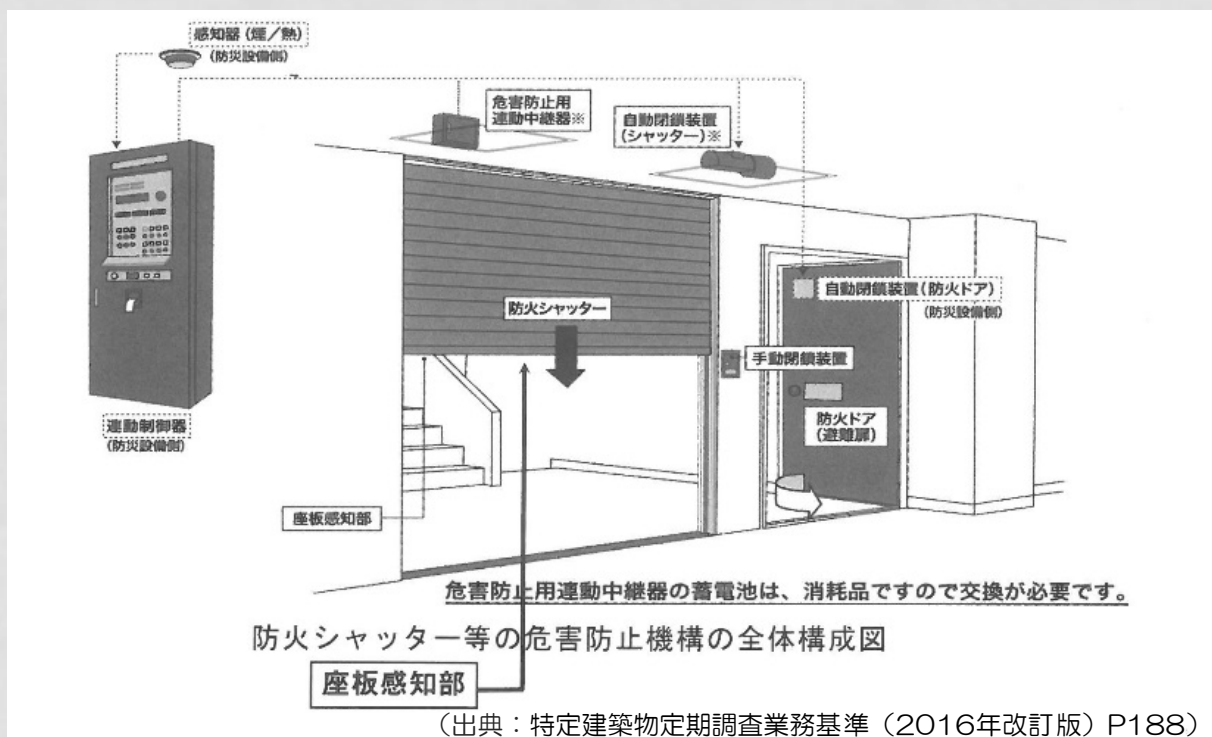 感知器（煙／熱）
（防災設備側）
危害防止用
連動中継器※
自動閉鎖装置
（シャッター）※
防火シャッター
自動閉鎖装置（防火ドア）
（防災設備側）
手動閉鎖装置
防火ドア
（避難扉）
連動制御器
（防災設備側）
座板感知部
危害防止用連動中継器の蓄電池は、消耗品ですので交換が必要です。
防火シャッター等の危害防止機構の全体構成図
座板感知部
（出典：特定建築物定期調査業務基準（2016年改訂版）P188）